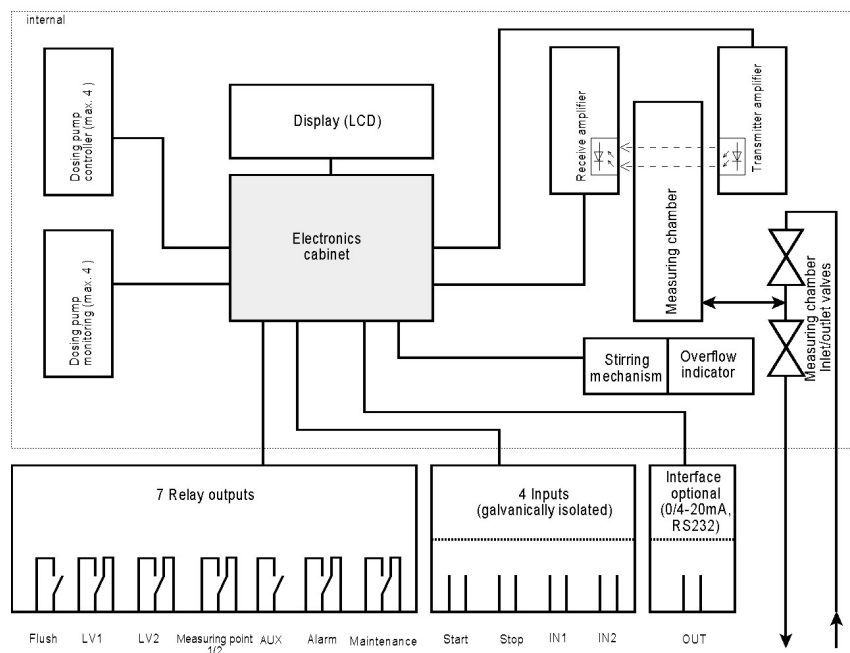 internal
Dosing pump
controller (max. 4 )
Display (LCD)
Receive amplifier
Transmitter amplifier
Electronics
cabinet
Measuring chamber
Dosing pump
monitoring (max. 4 )
Measuring chamber
Inlet/outlet valves
Stirring
mechanism
Overflow
indicator
7 Relay outputs
4 Inputs
(galvanically isolated)
Interface
optional
(0/4-20mA,
RS232)
Flush
LV1
LV2
Measuring point
1/2
AUX
Alarm
Maintenance
Start
Stop
IN1
IN2
OUT